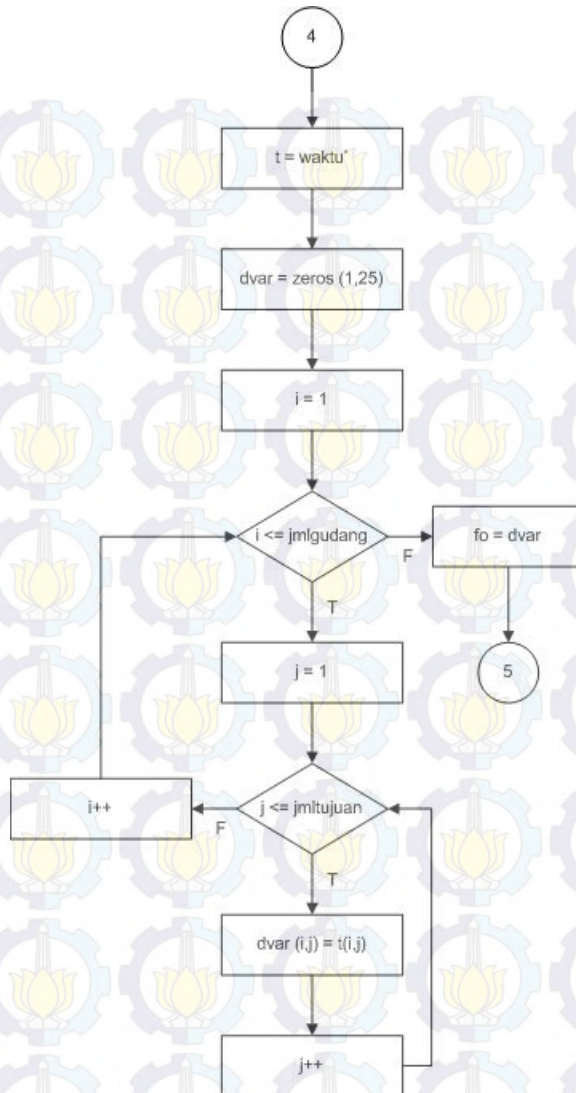 4
t = waktu"
dvar = zeros (1,25)
i = 1
i <= jmlgudang
F
fo = dvar
T
j = 1
5
j <= jmltujuan
i++
F
T
dvar (i,j) = t(i,j)
j++